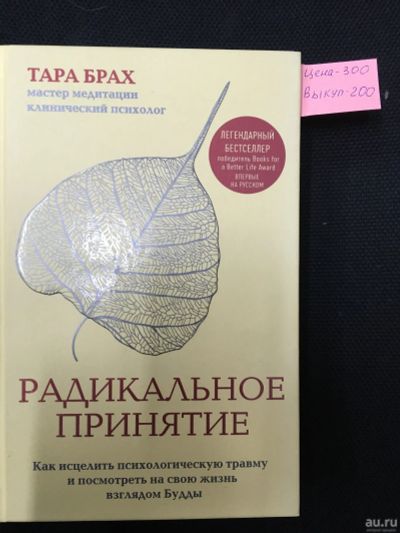 ТАРА БРАХ
мастер медитации
клинический психолог
Цена-300
Выкуп-200
ЛЕГЕНДАРНЫЙ
БЕСТСЕЛЛЕР
победитель Books for
a Better Life Award
ВПЕРВЫЕ
НА РУССКОМ
РАДИКАЛЬНОЕ
ПРИНЯТИЕ
Как исцелить психологическую травму
и посмотреть на свою жизнь
взглядом Будды
au.ru